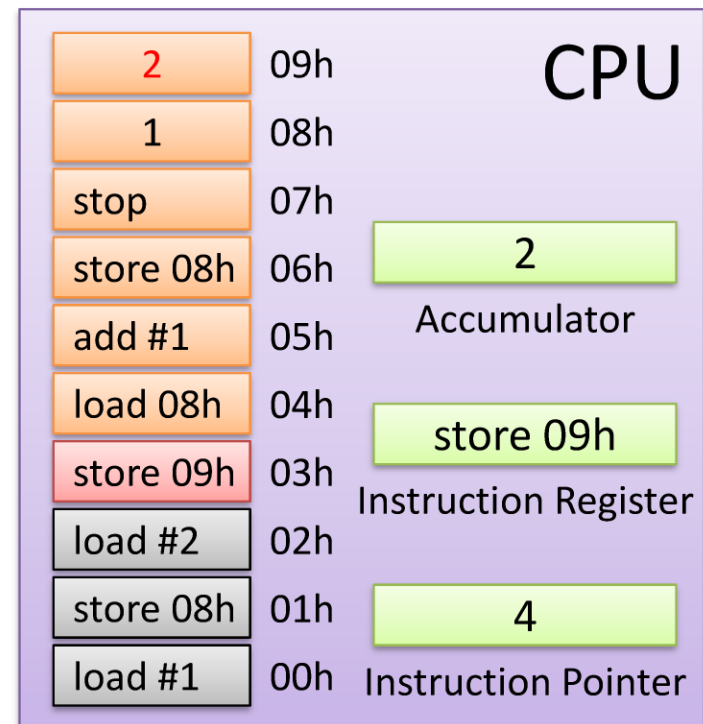 CPU
2 09h
1 08h
stop 07h
store 08h 06h
add #1 05h
load 08h 04h
store 09h 03h
load #2 02h
store 08h 01h
load #1 00h
2
Accumulator
store 09h
Instruction Register
4
Instruction Pointer